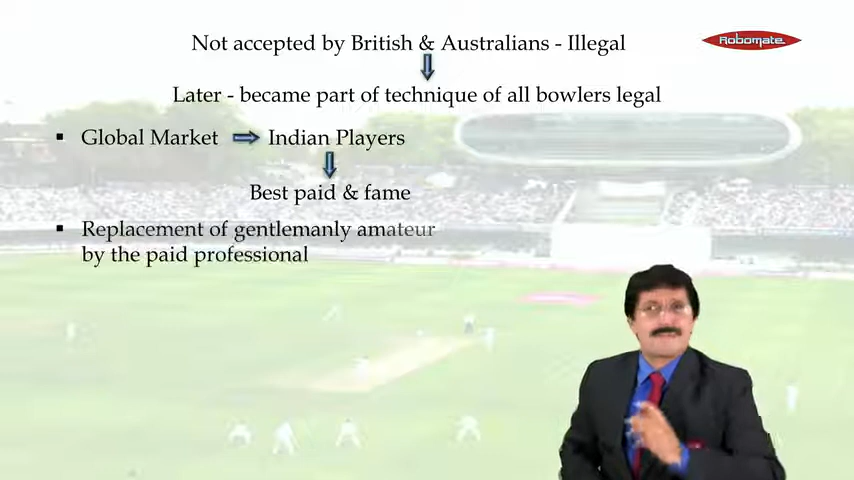 Not accepted by British & Australians - Illegal
Robomate
Later - became part of technique of all bowlers legal
▪ Global Market Indian Players
Best paid & fame
▪ Replacement of gentlemanly amateur
by the paid professional